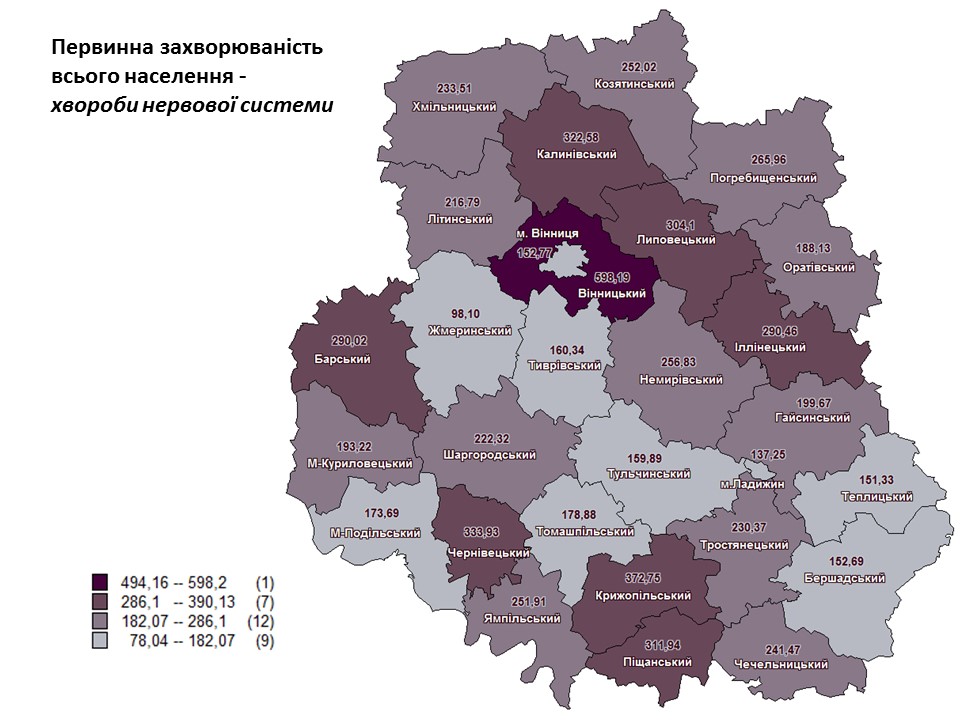 Первинна захворюваність
всього населення -
хвороби нервової системи
252,02
Козятинський
233,51
Хмільницький
322,58
Калинівський
265,96
Погребищенський
216,79
Літинський
304,1
Липовецький
м. Вінниця
152,77
188,13
Оратівський
598,19
Вінницький
98,10
Жмеринський
290,02
Барський
290,46
Іллінецький
160,34
Тиврівський
256,83
Немирівський
199,67
Гайсинський
193,22
М-Куриловецький
222,32
Шаргородський
159,89
Тульчинський
137,25
м.Ладижин
151,33
Теплицький
173,69
М-Подільський
333,93
Чернівецький
178,88
Томашпільський
230,37
Тростянецький
152,69
Бершадський
372,75
Крижопільський
251,91
Ямпільський
311,94
Піщанський
241,47
Чечельницький
494,16 -- 598,2 (1)
286,1 -- 390,13 (7)
182,07 -- 286,1 (12)
78,04 -- 182,07 (9)